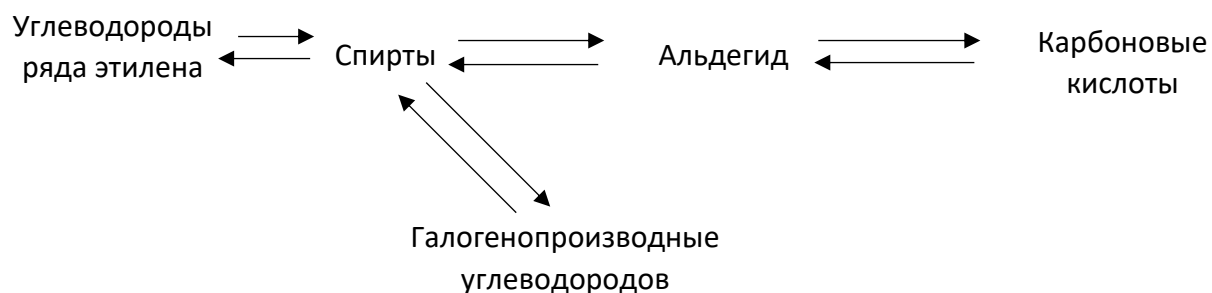 Углеводороды
ряда этилена
Спирты
Альдегид
Карбоновые
кислоты
Галогенопроизводные
углеводородов